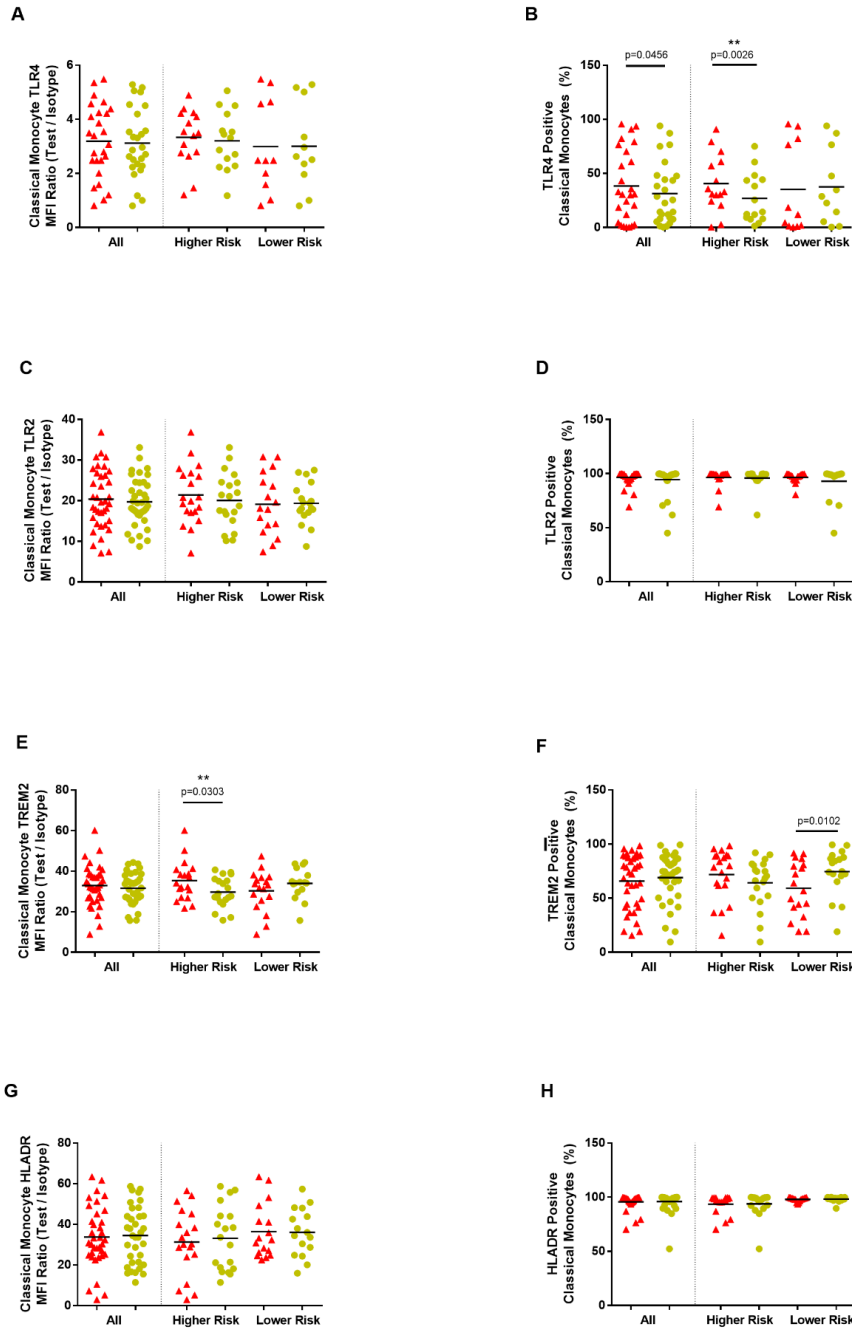 A
Classical Monocyte TLR4
MFI Ratio (Test / Isotype)
6
4
2
0
All
Higher Risk
Lower Risk
B
TLR4 Positive
Classical Monocytes (%)
150
100
50
0
p=0.0456
**
p=0.0026
All
Higher Risk
Lower Risk
C
Classical Monocyte TLR2
MFI Ratio (Test / Isotype)
40
30
20
10
0
All
Higher Risk
Lower Risk
D
TLR2 Positive
Classical Monocytes (%)
150
100
50
0
All
Higher Risk
Lower Risk
E
Classical Monocyte TREM2
MFI Ratio (Test / Isotype)
80
60
40
20
0
**
p=0.0303
All
Higher Risk
Lower Risk
F
TREM2 Positive
Classical Monocytes (%)
150
100
50
0
p=0.0102
All
Higher Risk
Lower Risk
G
Classical Monocyte HLADR
MFI Ratio (Test / Isotype)
80
60
40
20
0
All
Higher Risk
Lower Risk
H
HLADR Positive
Classical Monocytes (%)
150
100
50
0
All
Higher Risk
Lower Risk